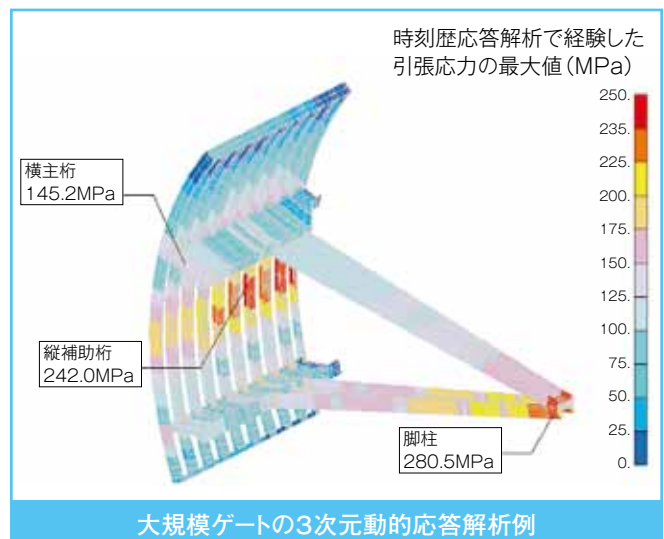 時刻歴応答解析で経験した
引張応力の最大値（MPa）
250.
235.
225.
200.
175.
150.
125.
100.
75.
50.
25.
0.
横主桁
145.2MPa
縦補助桁
242.0MPa
脚柱
280.5MPa
大規模ゲートの3次元動的応答解析例